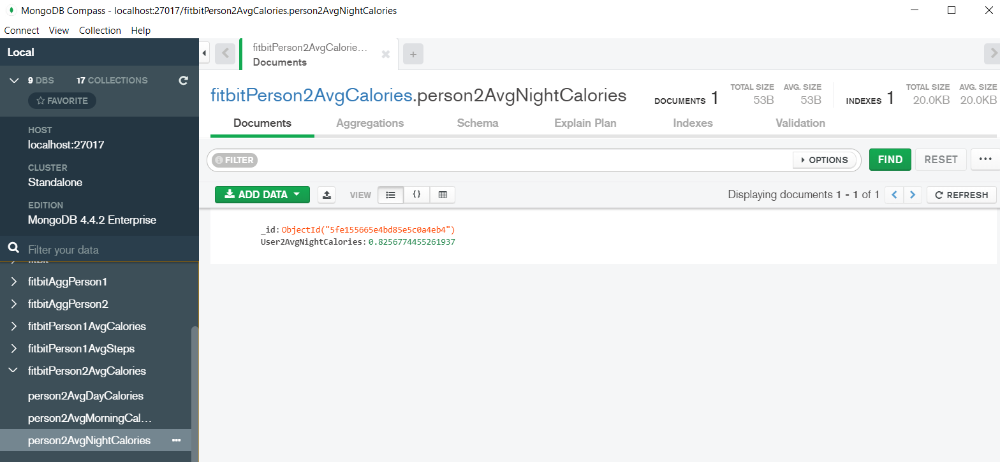 MongoDB Compass - localhost:27017/fitbitPerson2AvgCalories.person2AvgNightCalories
Connect View Collection Help
Local
9 DBS 17 COLLECTIONS
FAVORITE
HOST
localhost:27017
CLUSTER
Standalone
EDITION
MongoDB 4.4.2 Enterprise
Filter your data
fitbit
fitbitAggPerson1
fitbitAggPerson2
fitbitPerson1AvgCalories
fitbitPerson1AvgSteps
fitbitPerson2AvgCalories
person2AvgDayCalories
person2AvgMorningCal...
person2AvgNightCalories
fitbitPerson2AvgCalorie...
Documents
fitbitPerson2AvgCalories.person2AvgNightCalories
DOCUMENTS 1 TOTAL SIZE 53B AVG. SIZE 53B INDEXES 1 TOTAL SIZE 20.0KB AVG. SIZE 20.0KB
Documents Aggregations Schema Explain Plan Indexes Validation
FILTER OPTIONS FIND RESET ...
ADD DATA VIEW {} Displaying documents 1 - 1 of 1 REFRESH
_id: ObjectId("5fe155665e4bd85e5c0a4eb4")
User2AvgNightCalories: 0.8256774455261937